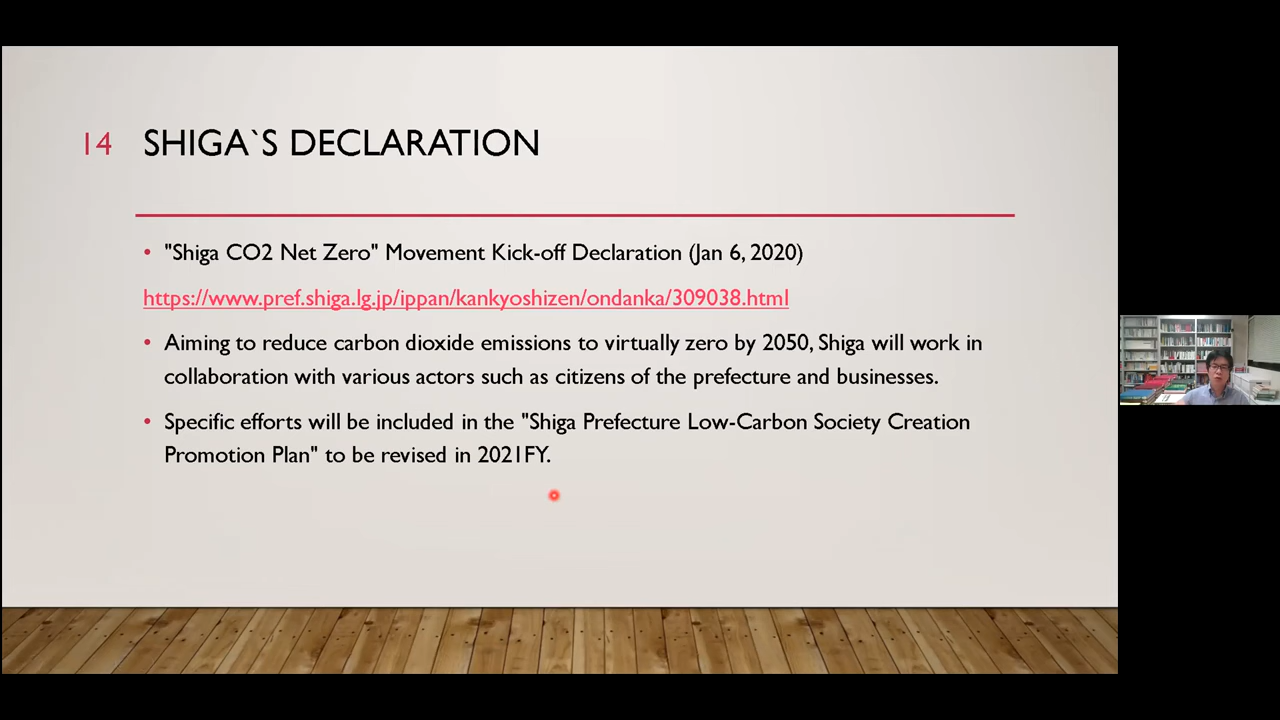 14 SHIGA`S DECLARATION
• "Shiga CO2 Net Zero" Movement Kick-off Declaration (Jan 6, 2020)
https://www.pref.shiga.lg.jp/ippan/kankyoshizen/ondanka/309038.html
• Aiming to reduce carbon dioxide emissions to virtually zero by 2050, Shiga will work in
collaboration with various actors such as citizens of the prefecture and businesses.
• Specific efforts will be included in the "Shiga Prefecture Low-Carbon Society Creation
Promotion Plan" to be revised in 2021FY.